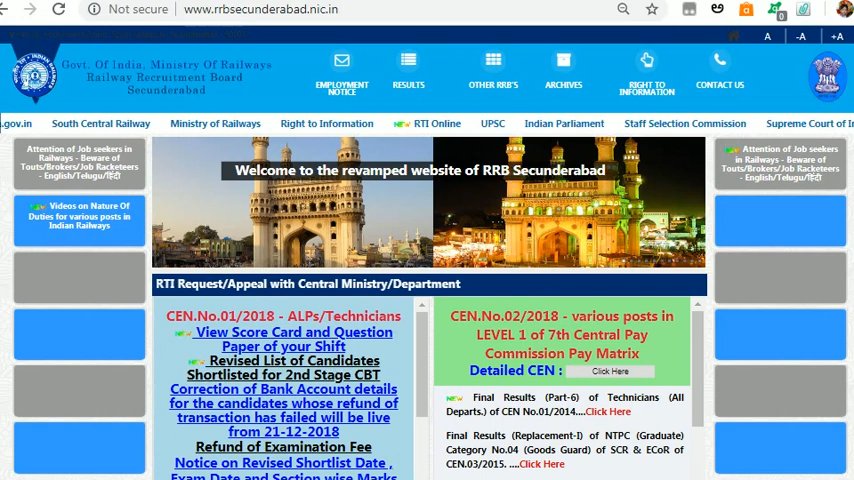 Not secure | www.rrbsecunderabad.nic.in
A -A +A
Govt. Of India, Ministry Of Railways
Railway Recruitment Board
Secunderabad
EMPLOYMENT NOTICE
RESULTS
OTHER RRB'S
ARCHIVES
RIGHT TO INFORMATION
CONTACT US
.gov.in South Central Railway Ministry of Railways Right to Information NEW RTI Online UPSC Indian Parliament Staff Selection Commission Supreme Court of In
Attention of Job seekers in
Railways - Beware of
Touts/Brokers/Job Racketeers
- English/Telugu/हिंदी
Videos on Nature Of
Duties for various posts in
Indian Railways
Welcome to the revamped website of RRB Secunderabad
Attention of Job seekers
in Railways - Beware of
Touts/Brokers/Job Racketeers
- English/Telugu/हिंदी
RTI Request/Appeal with Central Ministry/Department
CEN.No.01/2018 - ALPs/Technicians
View Score Card and Question
Paper of your Shift
Revised List of Candidates
Shortlisted for 2nd Stage CBT
Correction of Bank Account details
for the candidates whose refund of
transaction has failed will be live
from 21-12-2018
Refund of Examination Fee
Notice on Revised Shortlist Date ,
Exam Date and Section wise Marks
CEN.No.02/2018 - various posts in
LEVEL 1 of 7th Central Pay
Commission Pay Matrix
Detailed CEN : Click Here
NEW Final Results (Part-6) of Technicians (All
Departs.) of CEN No.01/2014....Click Here
Final Results (Replacement-I) of NTPC (Graduate)
Category No.04 (Goods Guard) of SCR & ECoR of
CEN.03/2015. ....Click Here